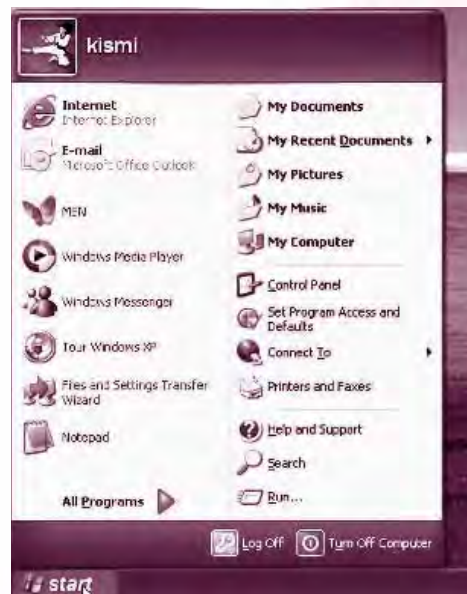 kismi
Internet
Internet Explorer
E-mail
Microsoft Office Outlook
MSN
Windows Media Player
Windows Messenger
Tour Windows XP
Files and Settings Transfer
Wizard
Notepad
All Programs
My Documents
My Recent Documents
My Pictures
My Music
My Computer
Control Panel
Set Program Access and
Defaults
Connect To
Printers and Faxes
Help and Support
Search
Run...
Log Off
Turn Off Computer
start